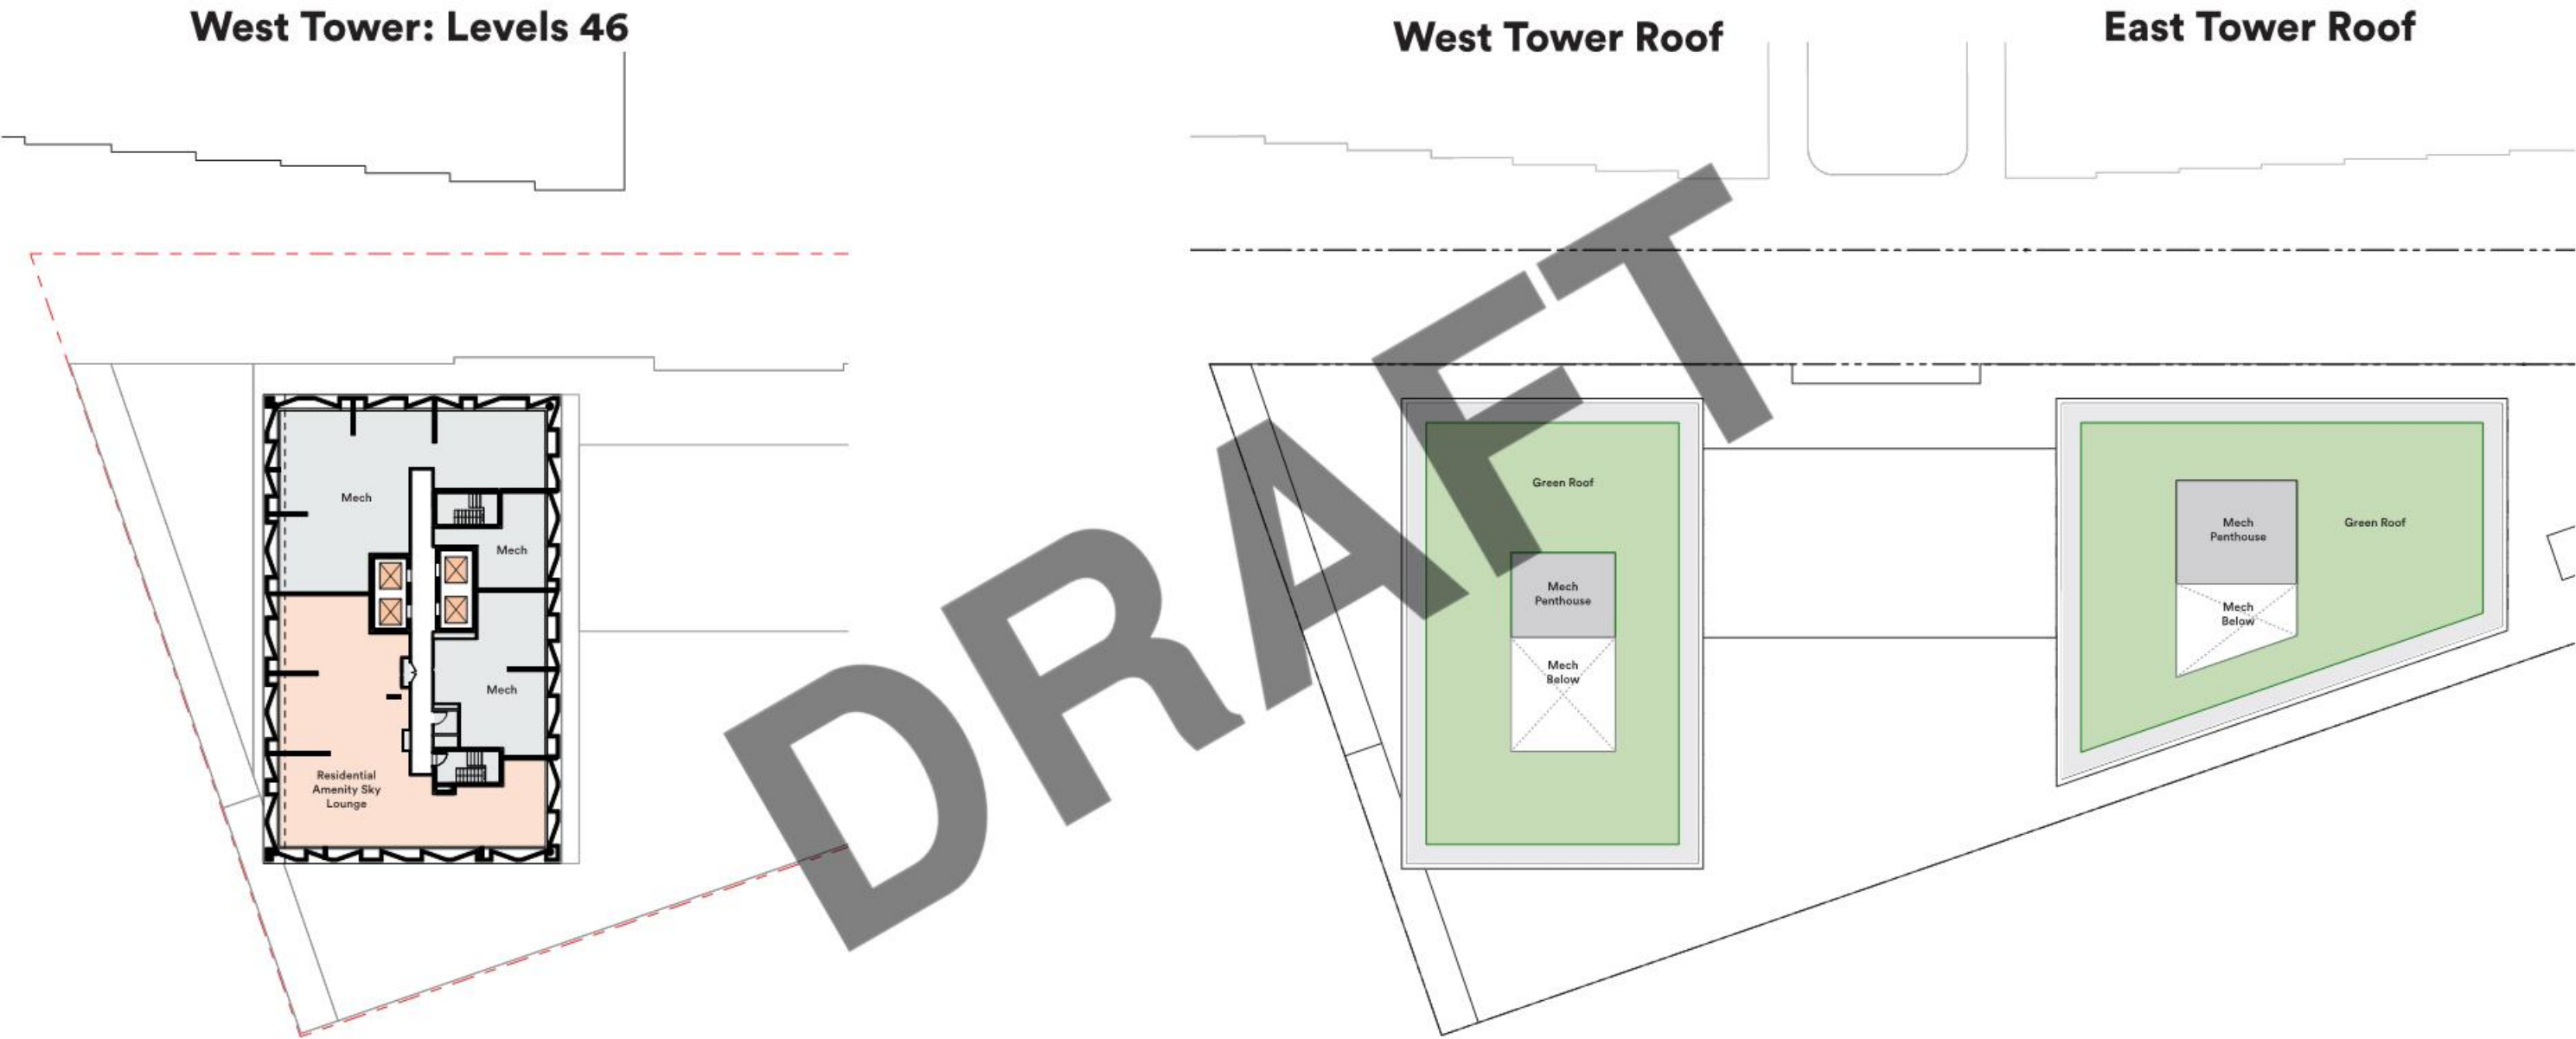 West Tower: Levels 46
West Tower Roof
East Tower Roof
Mech
Mech
Mech
Residential
Amenity Sky
Lounge
DRAFT
Green Roof
Mech
Penthouse
Mech
Below
Mech
Penthouse
Green Roof
Mech
Below